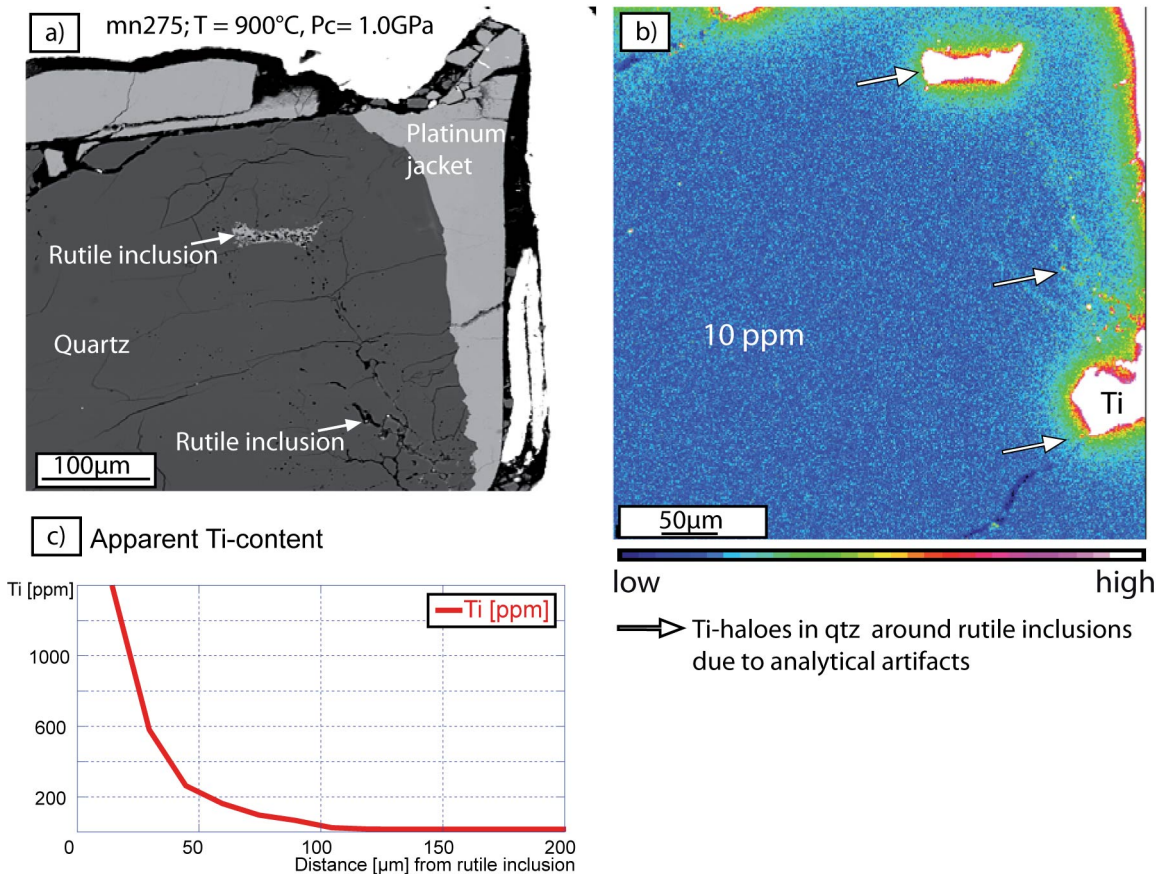 a)
mn275; T = 900°C, Pc= 1.0GPa
Platinum
jacket
Rutile inclusion
Quartz
Rutile inclusion
100µm
b)
10 ppm
Ti
50µm
low
high
Ti-haloes in qtz around rutile inclusions
due to analytical artifacts
c)
Apparent Ti-content
Ti [ppm]
Ti [ppm]
1000
600
200
0
50
100
150
200
Distance [µm] from rutile inclusion